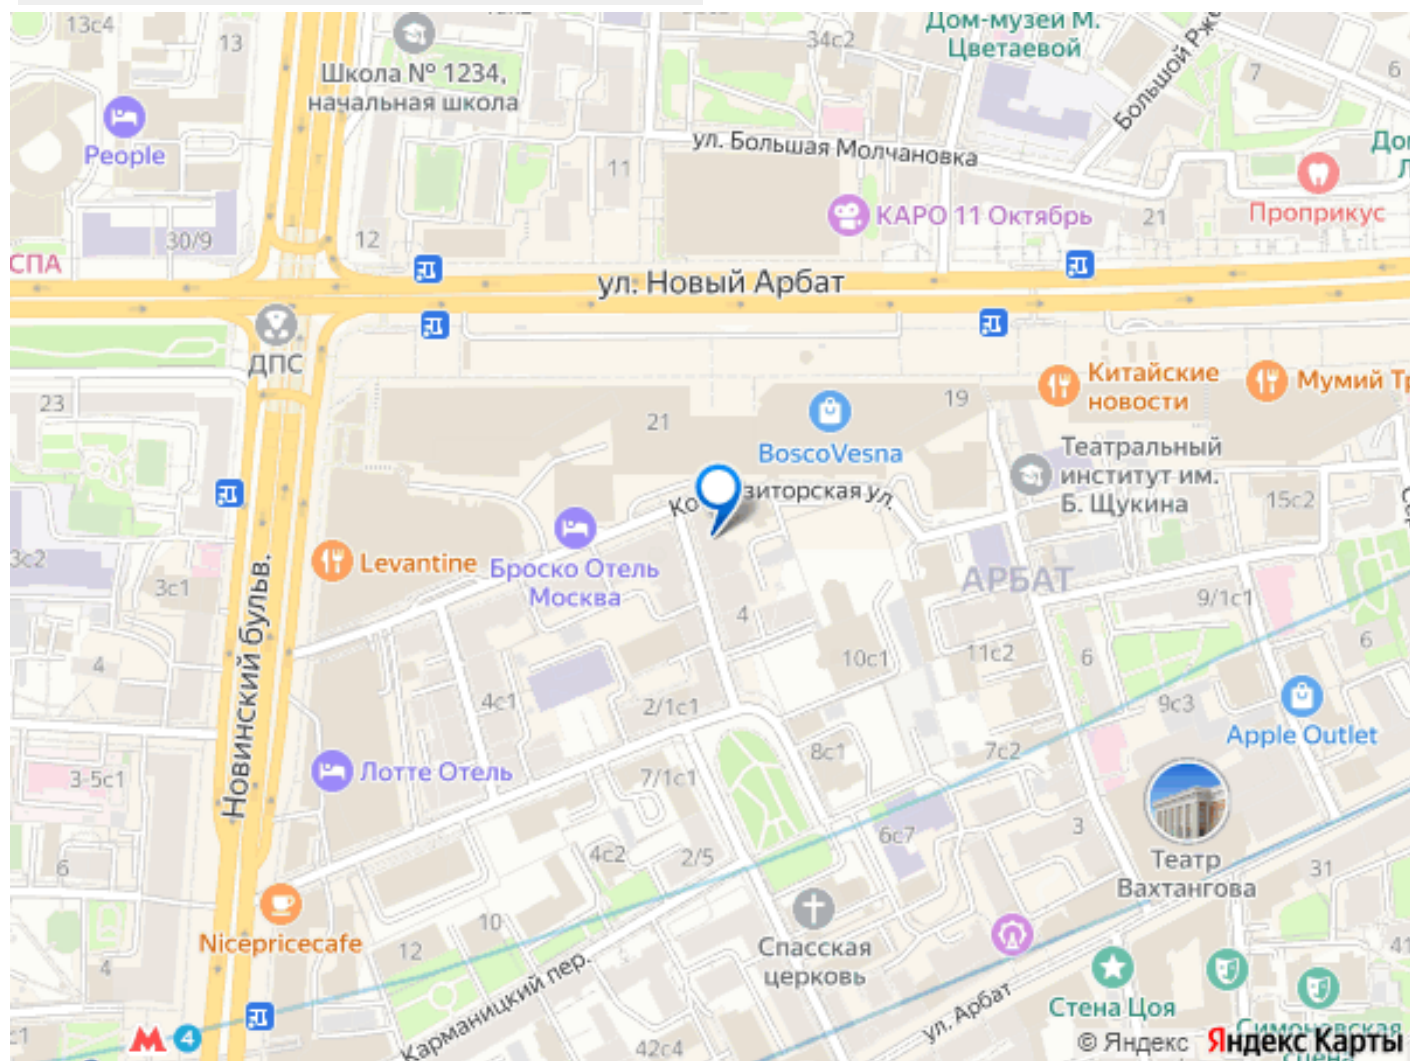 13с4
13
34с2
Дом-музей М.
Цветаевой
7
6
Школа № 1234,
начальная школа
Большой Рже
People
ул. Большая Молчановка
11
Проприкус
КАРО 11 Октябрь
21
30/9
12
СПА
ул. Новый Арбат
ДПС
Китайские
новости
Мумий Тр
23
21
19
BoscoVesna
Театральный
институт им.
Б. Щукина
15с2
зиторская ул.
3с2
3с1
Levantine
Броско Отель
Москва
АРБАТ
9/1с1
4
6
4
10с1
11с2
6
Новинский бульв.
4с1
2/1с1
9с3
Apple Outlet
8с1
7с2
3-5с1
Лотте Отель
7/1с1
6с7
3
4с2
2/5
Театр
Вахтангова
31
6
Nicepricecafe
10
12
Спасская
церковь
4
41
Карманицкий пер.
ул. Арбат
Стена Цоя
М
4
42с4
© Яндекс
Яндекс Карты